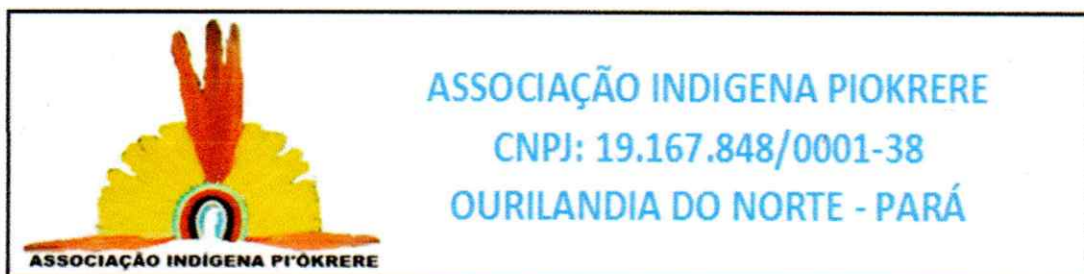 ASSOCIAÇÃO INDIGENA PIOKRERE
CNPJ: 19.167.848/0001-38
OURILANDIA DO NORTE - PARÁ
ASSOCIAÇÃO INDÍGENA PI'ÔKRERE